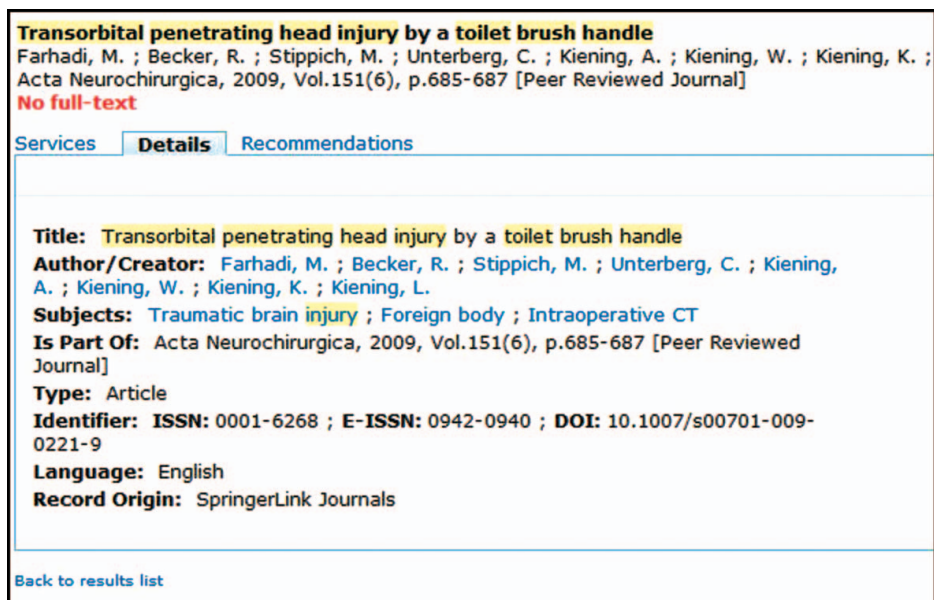 Transorbital penetrating head injury by a toilet brush handle
Farhadi, M. ; Becker, R. ; Stippich, M. ; Unterberg, C. ; Kiening, A. ; Kiening, W. ; Kiening, K. ;
Acta Neurochirurgica, 2009, Vol.151(6), p.685-687 [Peer Reviewed Journal]
No full-text
Services Details Recommendations
Title: Transorbital penetrating head injury by a toilet brush handle
Author/Creator: Farhadi, M. ; Becker, R. ; Stippich, M. ; Unterberg, C. ; Kiening,
A. ; Kiening, W. ; Kiening, K. ; Kiening, L.
Subjects: Traumatic brain injury ; Foreign body ; Intraoperative CT
Is Part Of: Acta Neurochirurgica, 2009, Vol.151(6), p.685-687 [Peer Reviewed
Journal]
Type: Article
Identifier: ISSN: 0001-6268 ; E-ISSN: 0942-0940 ; DOI: 10.1007/s00701-009-
0221-9
Language: English
Record Origin: SpringerLink Journals
Back to results list